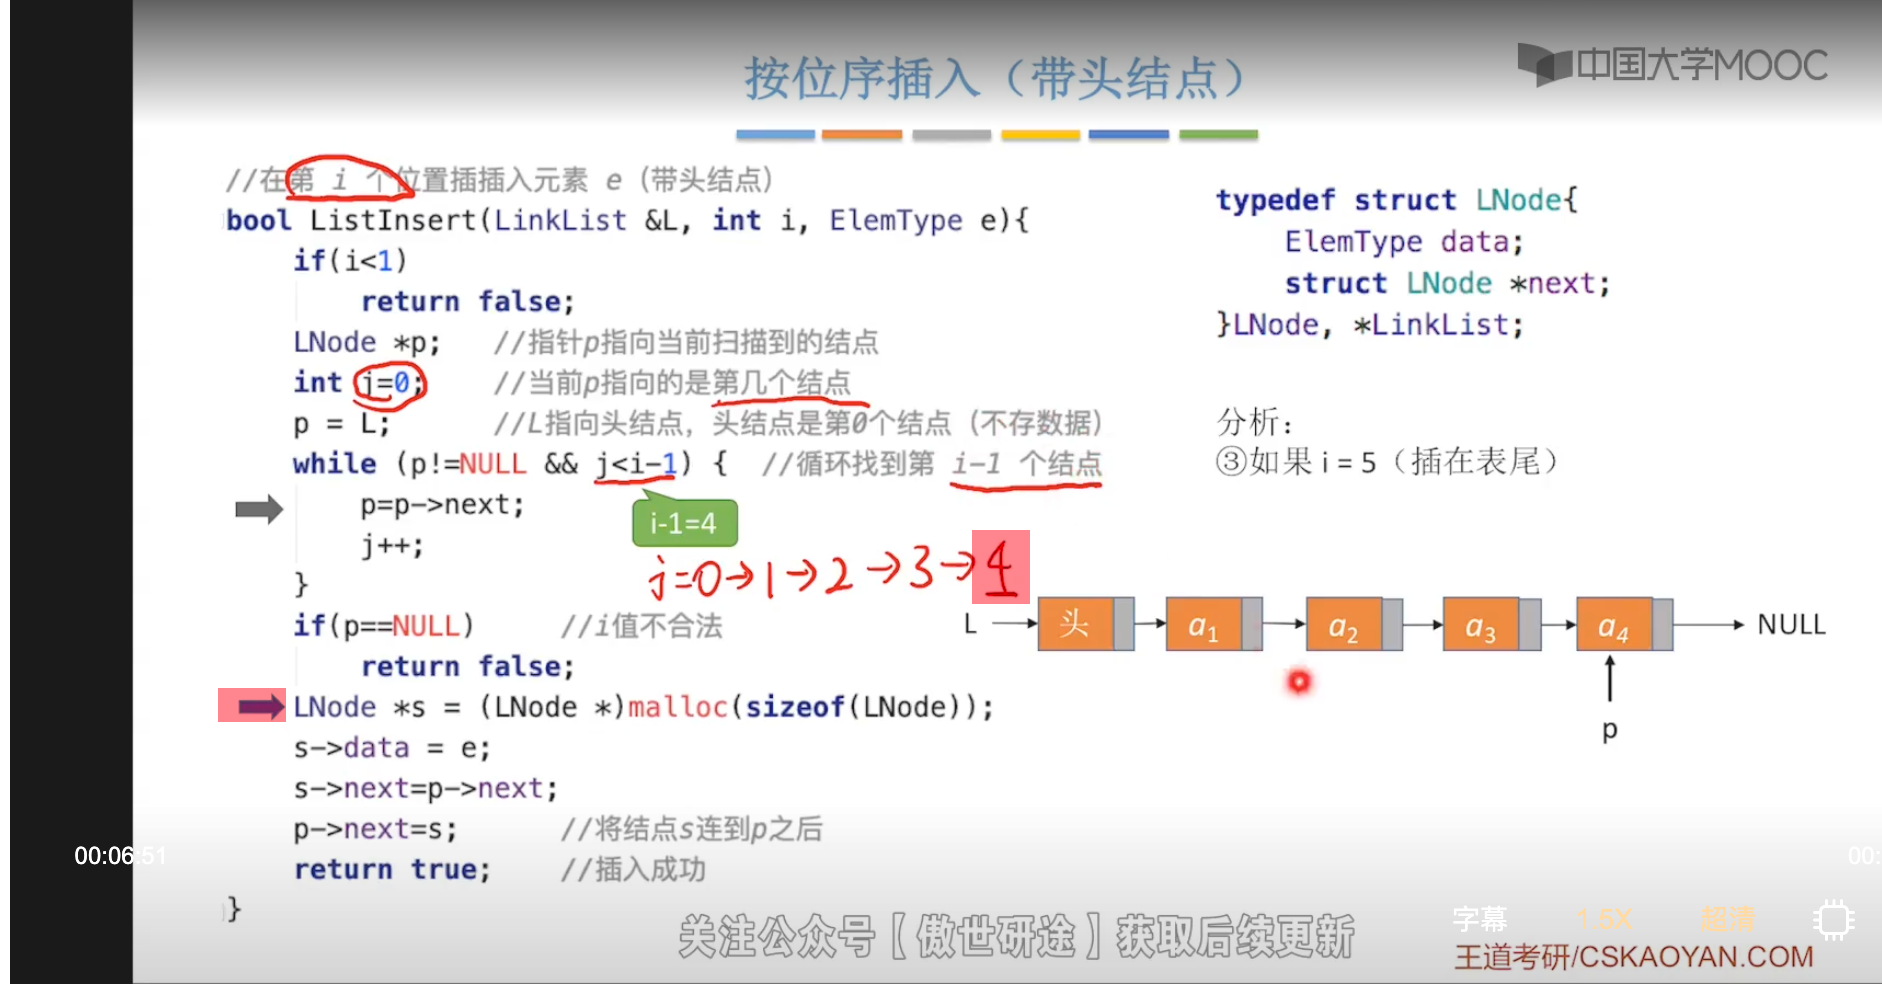 按位序插入（带头结点）
中国大学MOOC
//在第 i 个位置插插入元素 e（带头结点）
bool ListInsert(LinkList &L, int i, ElemType e){
if(i<1)
return false;
LNode *p; //指针p指向当前扫描到的结点
int j=0; //当前p指向的是第几个结点
p = L; //L指向头结点，头结点是第0个结点（不存数据）
while (p!=NULL && j<i-1) { //循环找到第 i-1 个结点
p=p->next;
j++;
}
i-1=4
j=0→1→2→3→4
if(p==NULL) //i值不合法
return false;
LNode *s = (LNode *)malloc(sizeof(LNode));
s->data = e;
s->next=p->next;
p->next=s; //将结点s连到p之后
return true; //插入成功
}
typedef struct LNode{
ElemType data;
struct LNode *next;
}LNode, *LinkList;
分析：
③如果 i = 5（插在表尾）
L 头 a1 a2 a3 a4 NULL
p
00:06:51
00:
字幕 1.5X 超清
关注公众号【傲世研途】获取后续更新
王道考研/CSKAOYAN.COM